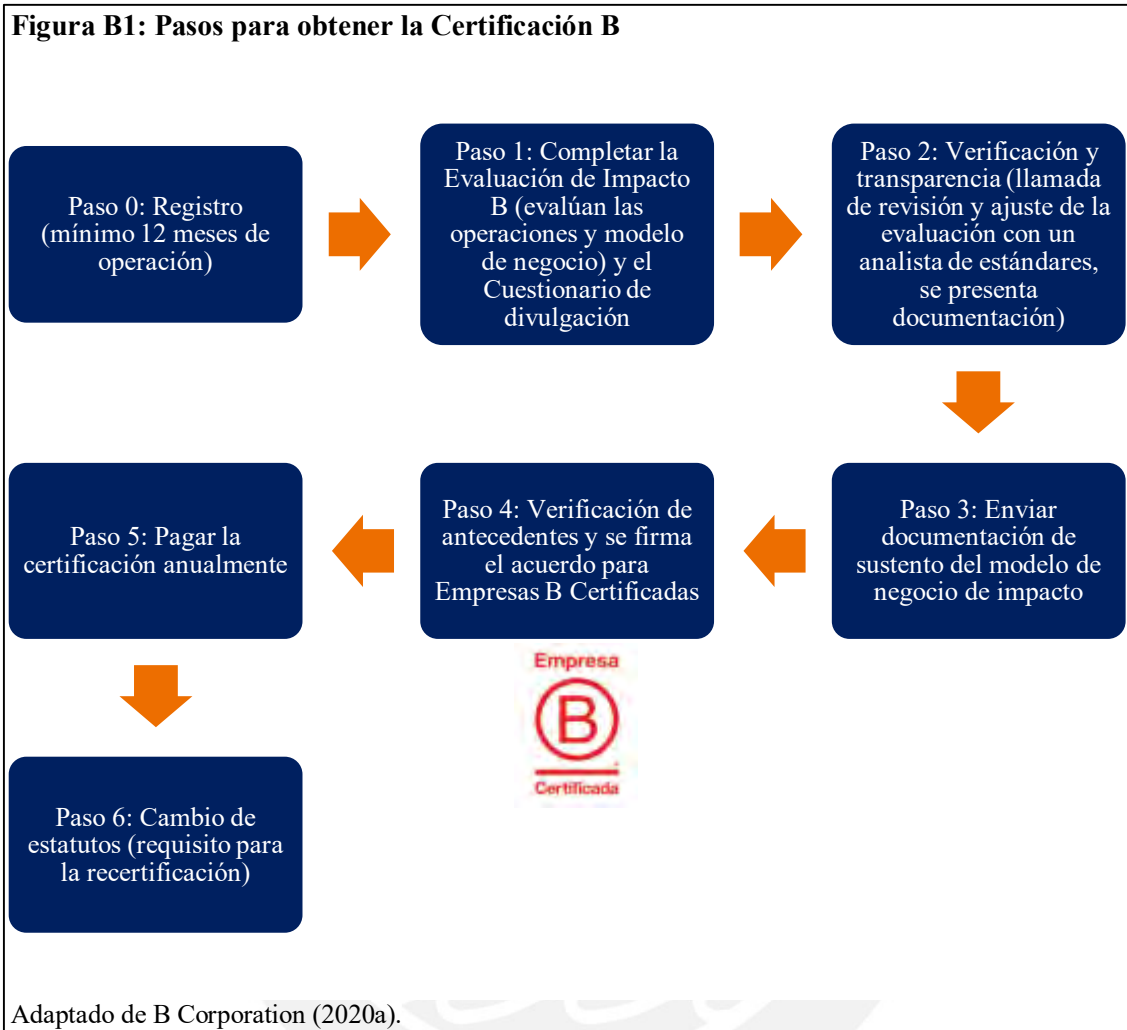 Figura B1: Pasos para obtener la Certificación B
Paso 0: Registro
(mínimo 12 meses de
operación)
Paso 1: Completar la
Evaluación de Impacto
B (evalúan las
operaciones y modelo
de negocio) y el
Cuestionario de
divulgación
Paso 2: Verificación y
transparencia (llamada
de revisión y ajuste de la
evaluación con un
analista de estándares,
se presenta
documentación)
Paso 3: Enviar
documentación de
sustento del modelo de
negocio de impacto
Paso 4: Verificación de
antecedentes y se firma
el acuerdo para
Empresas B Certificadas
Empresa
B
Certificada
Paso 5: Pagar la
certificación anualmente
Paso 6: Cambio de
estatutos (requisito para
la recertificación)
Adaptado de B Corporation (2020a).